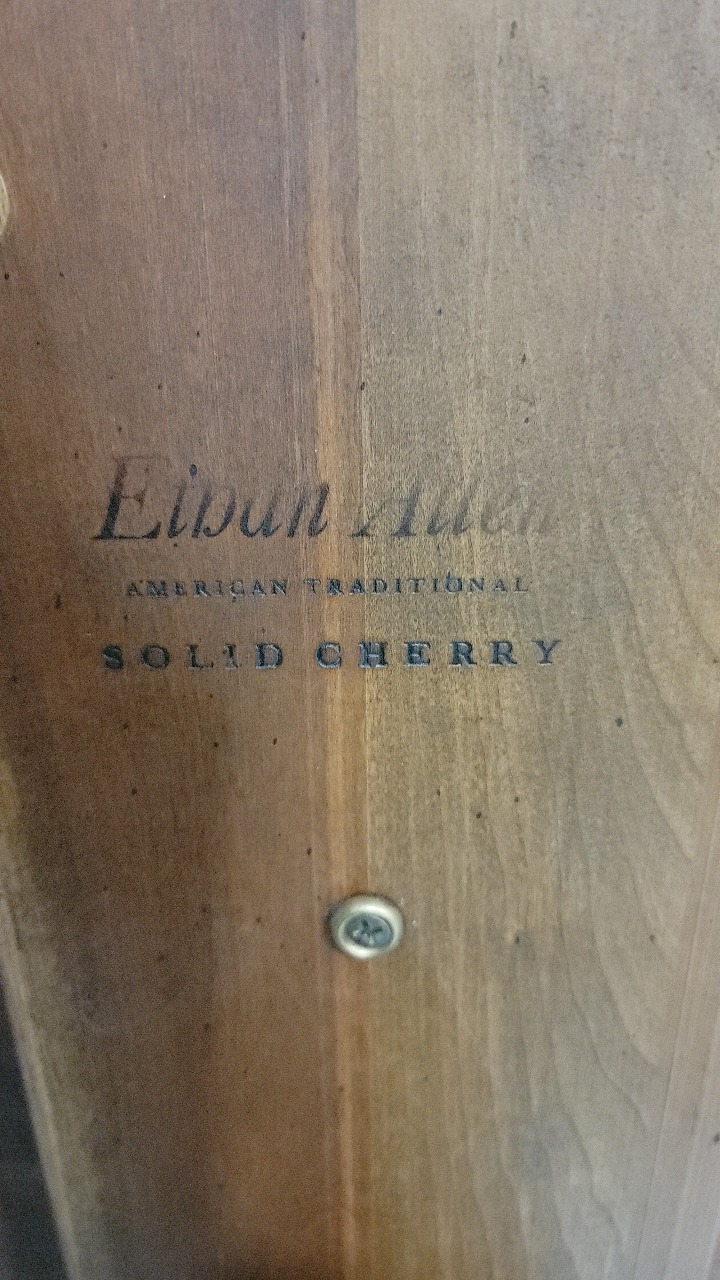 Ethan Allen
AMERICAN TRADITIONAL
SOLID CHERRY